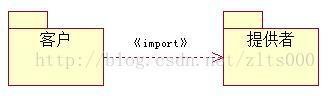 客户
《import》
提供者
http://blog.csdn.net/zlts000